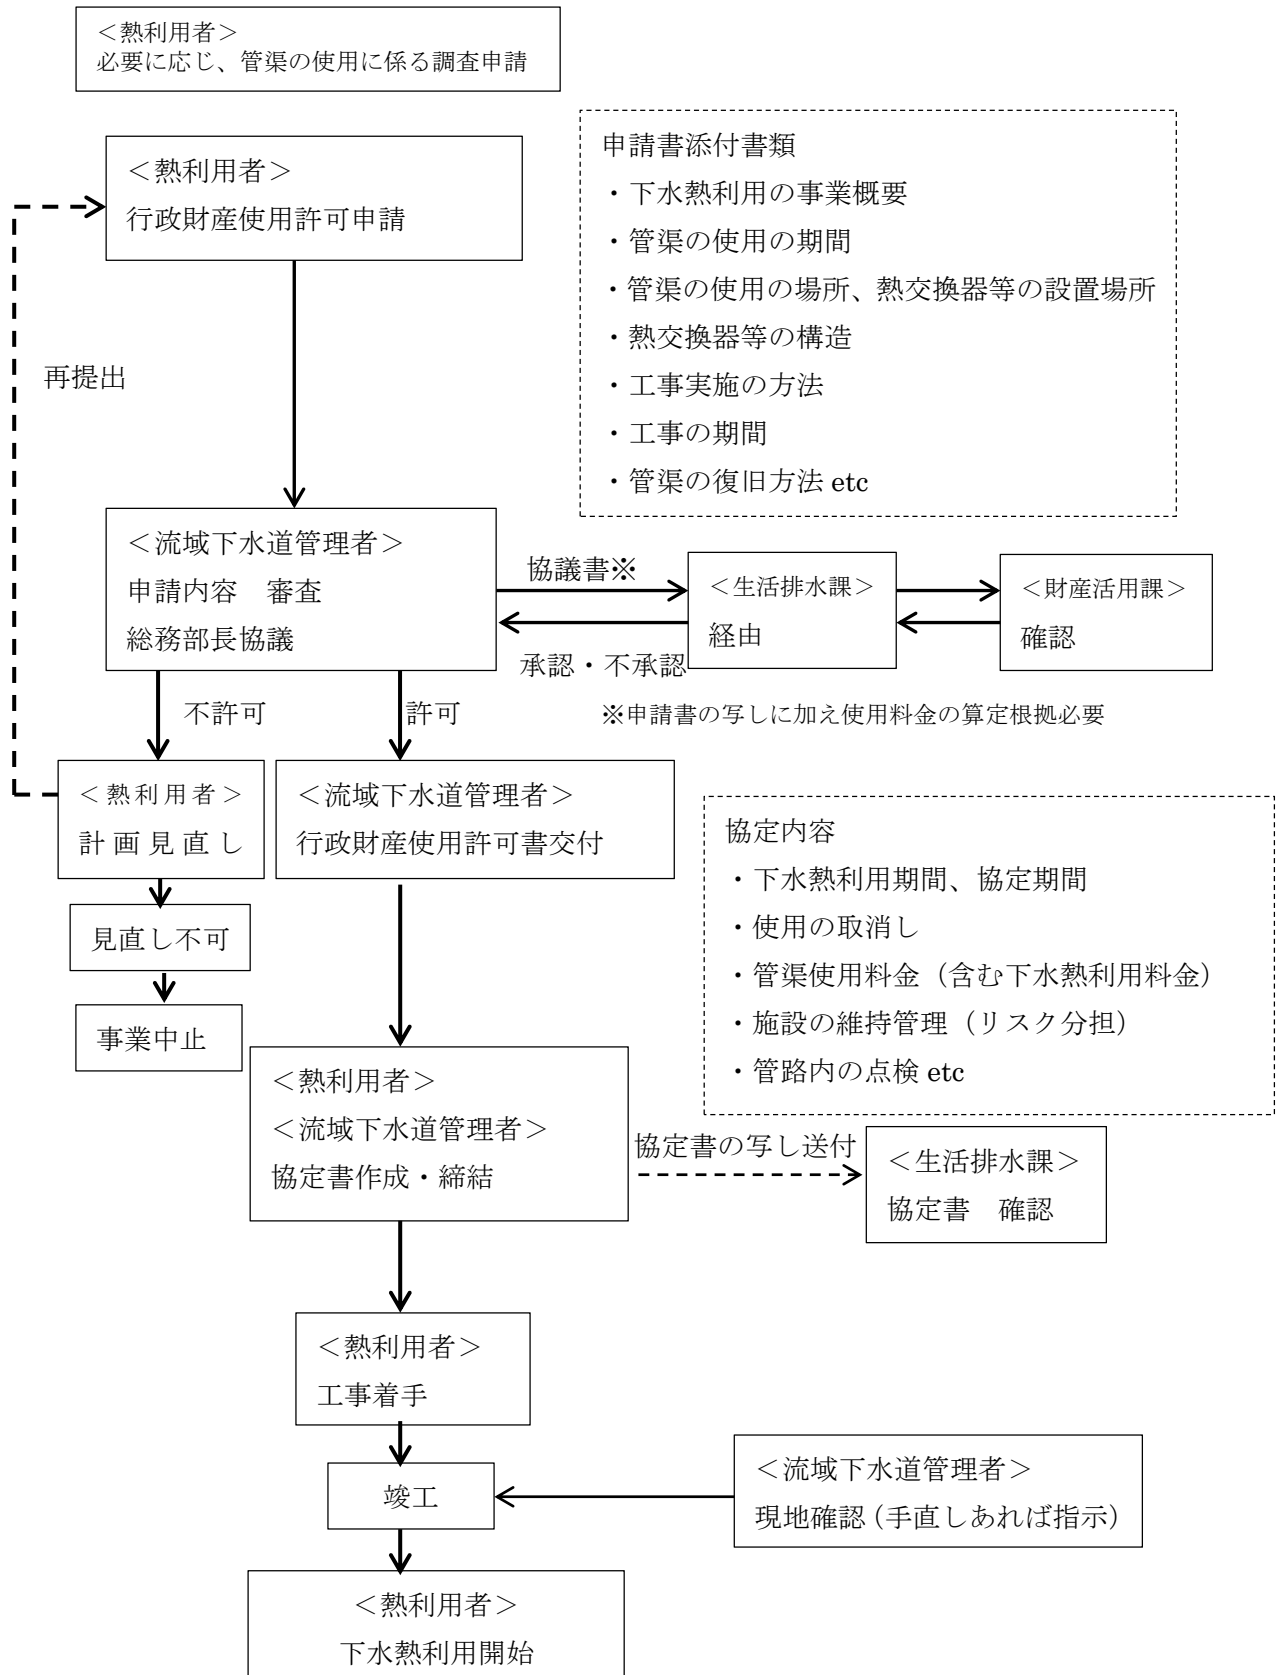 ＜熱利用者＞
必要に応じ、管渠の使用に係る調査申請
＜熱利用者＞
行政財産使用許可申請
申請書添付書類
・下水熱利用の事業概要
・管渠の使用の期間
・管渠の使用の場所、熱交換器等の設置場所
・熱交換器等の構造
・工事実施の方法
・工事の期間
・管渠の復旧方法 etc
再提出
＜流域下水道管理者＞
申請内容　審査
総務部長協議
協議書※
承認・不承認
＜生活排水課＞
経由
＜財産活用課＞
確認
※申請書の写しに加え使用料金の算定根拠必要
不許可
許可
＜熱利用者＞
計画見直し
＜流域下水道管理者＞
行政財産使用許可書交付
見直し不可
事業中止
協定内容
・下水熱利用期間、協定期間
・使用の取消し
・管渠使用料金（含む下水熱利用料金）
・施設の維持管理（リスク分担）
・管路内の点検 etc
＜熱利用者＞
＜流域下水道管理者＞
協定書作成・締結
協定書の写し送付
＜生活排水課＞
協定書　確認
＜熱利用者＞
工事着手
竣工
＜流域下水道管理者＞
現地確認（手直しあれば指示）
＜熱利用者＞
下水熱利用開始